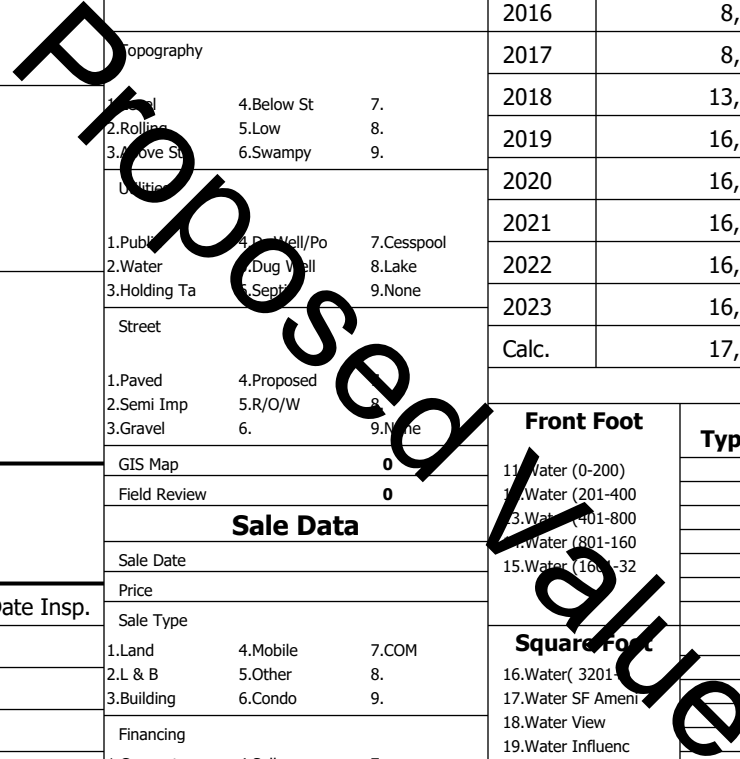 Proposed Value
Topography
4.Below St 7.
2.Rolling 5.Low 8.
6.Swampy 9.
Utilities
4.Dr Well/Po 7.Cesspool
2.Water 5.Dug Well 8.Lake
3.Holding Ta 6.Septic 9.None
Street
1.Paved 4.Proposed
2.Semi Imp 5.R/O/W 8.
3.Gravel 6. 9.None
GIS Map 0
Field Review 0
Sale Data
Sale Date
Price
Sale Type
1.Land 4.Mobile 7.COM
2.L & B 5.Other 8.
3.Building 6.Condo 9.
Financing
Date Insp.
2016 8,
2017 8,
2018 13,
2019 16,
2020 16,
2021 16,
2022 16,
2023 16,
Calc. 17,
Front Foot
Typ
11.Water (0-200)
12.Water (201-400
13.Water (401-800
14.Water (801-160
15.Water (1601-32
Square Foot
16.Water( 3201-
17.Water SF Ameni
18.Water View
19.Water Influenc